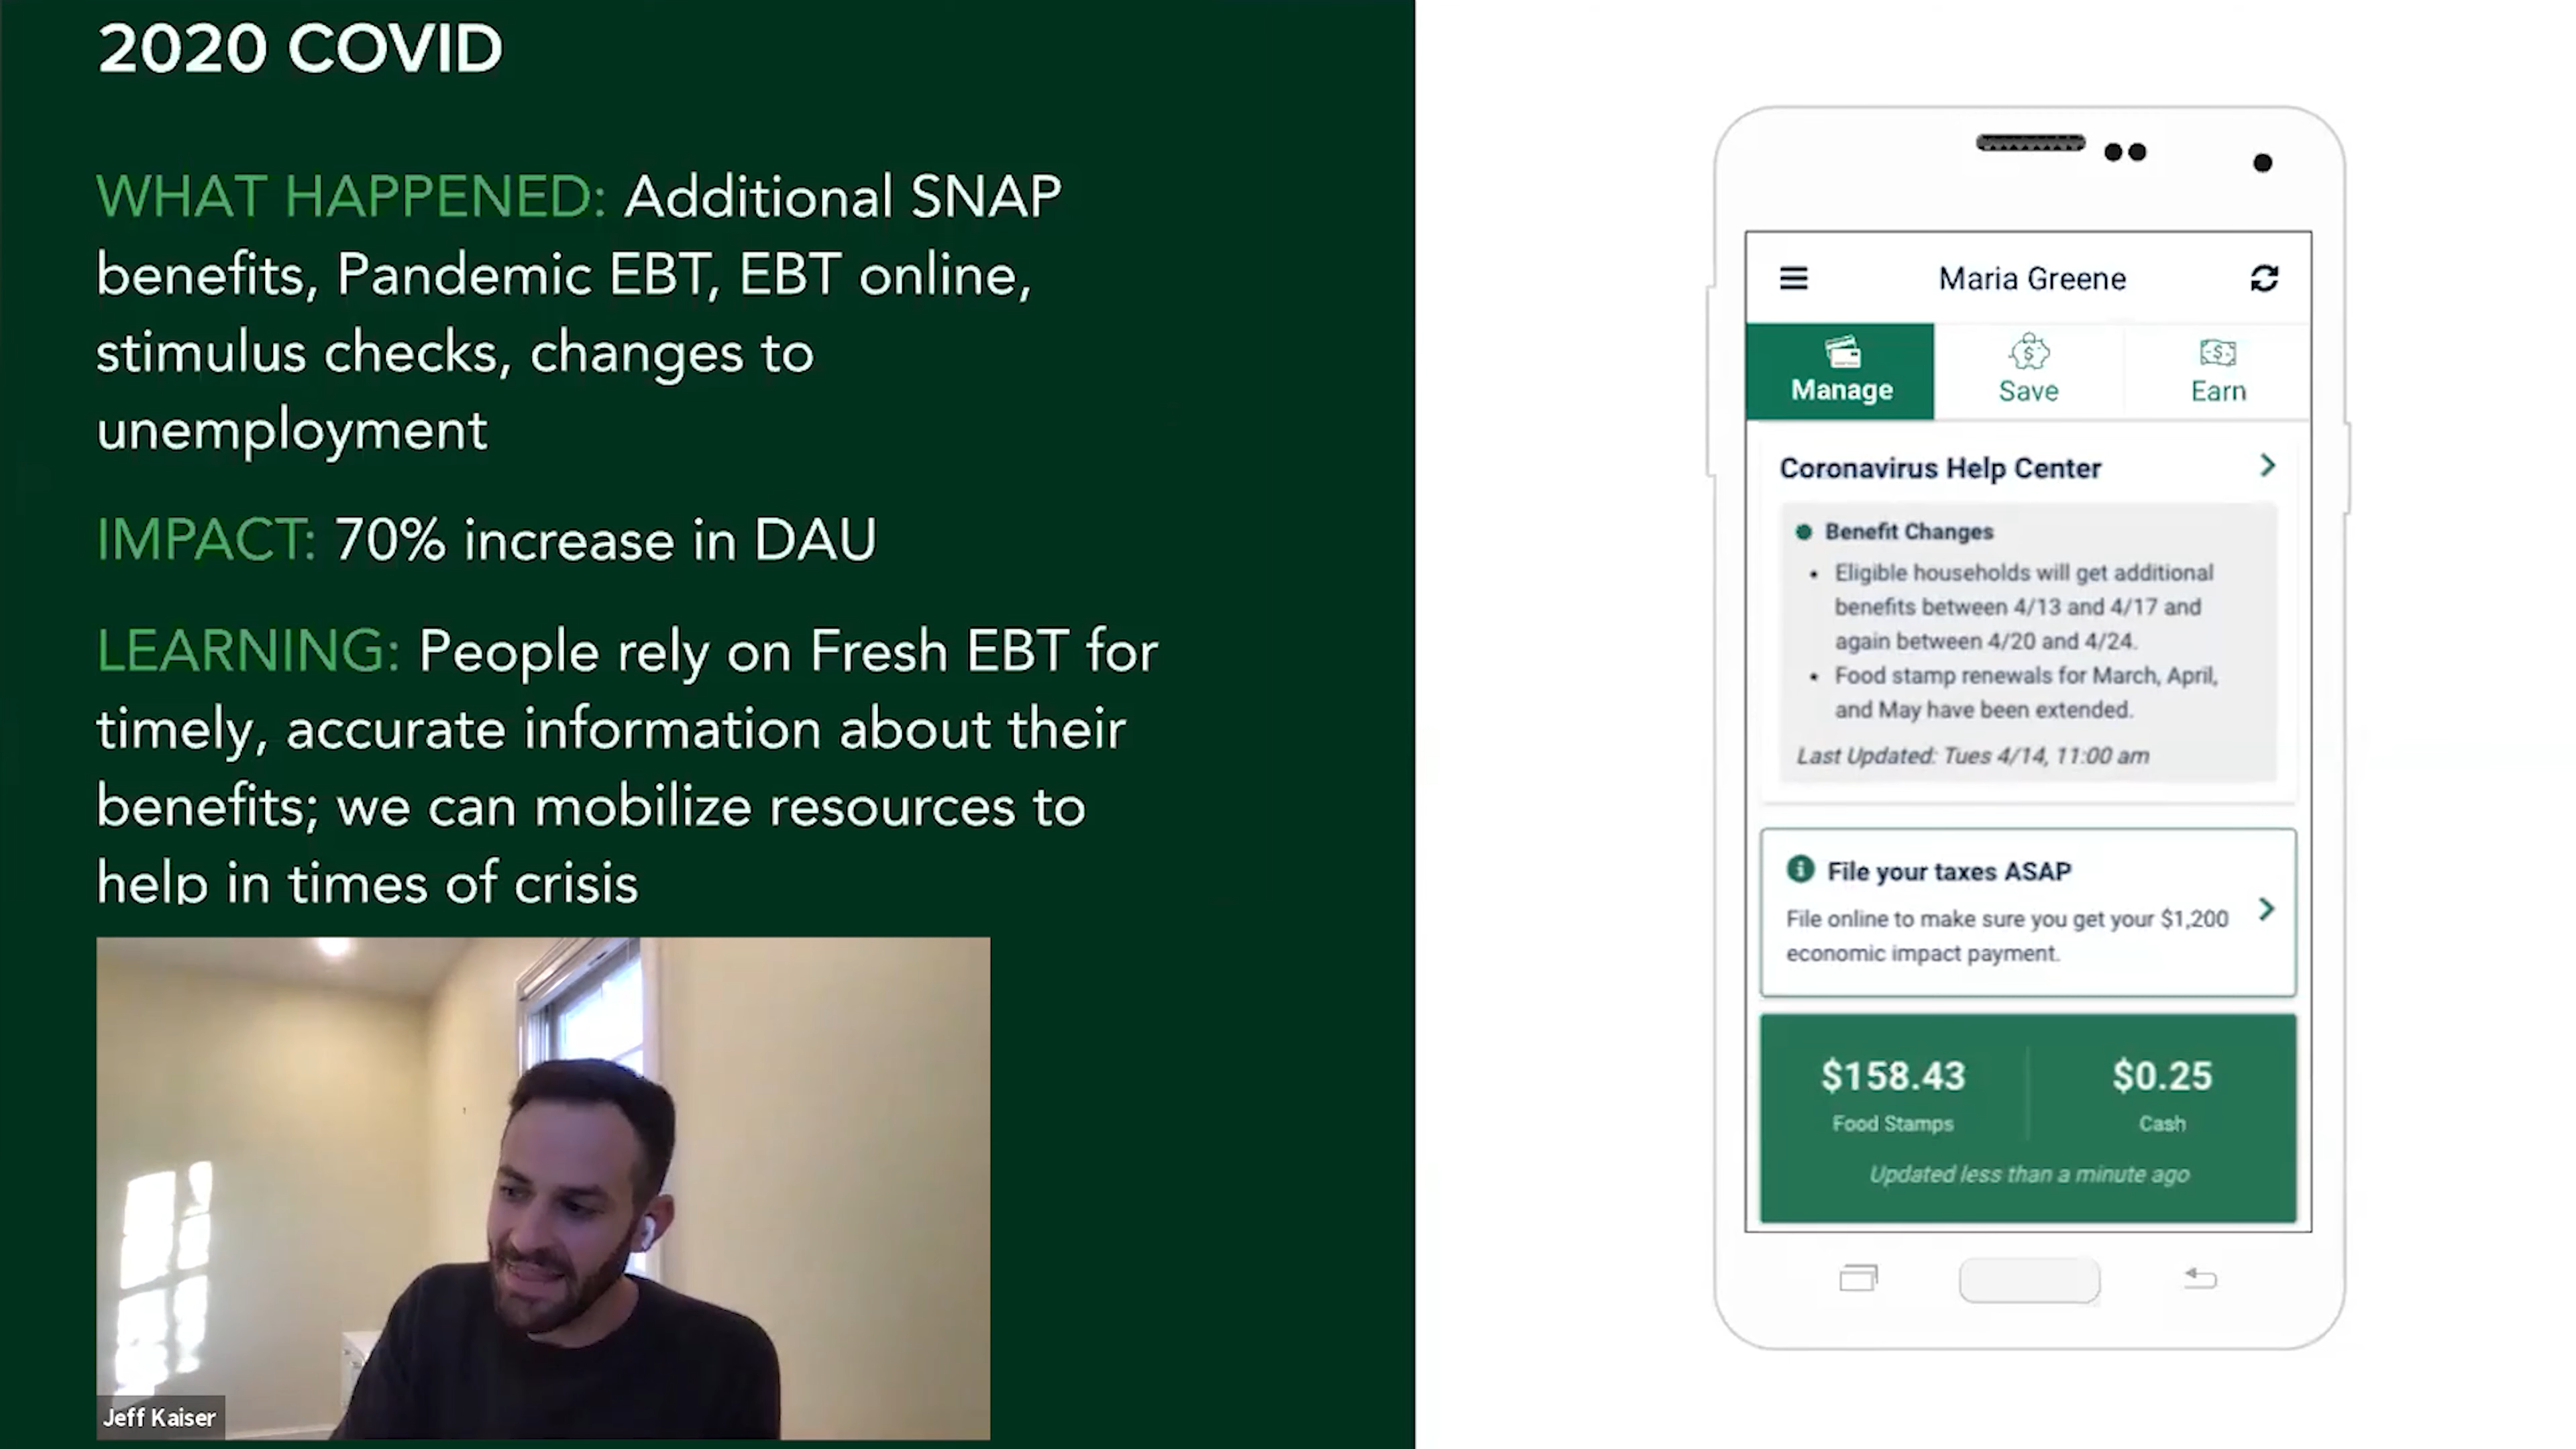 2020 COVID
WHAT HAPPENED: Additional SNAP
benefits, Pandemic EBT, EBT online,
stimulus checks, changes to
unemployment
IMPACT: 70% increase in DAU
LEARNING: People rely on Fresh EBT for
timely, accurate information about their
benefits; we can mobilize resources to
help in times of crisis
Jeff Kaiser
Maria Greene
Manage
Save
Earn
Coronavirus Help Center
Benefit Changes
• Eligible households will get additional
benefits between 4/13 and 4/17 and
again between 4/20 and 4/24.
• Food stamp renewals for March, April,
and May have been extended.
Last Updated: Tues 4/14, 11:00 am
File your taxes ASAP
File online to make sure you get your $1,200
economic impact payment.
$158.43
Food Stamps
$0.25
Cash
Updated less than a minute ago